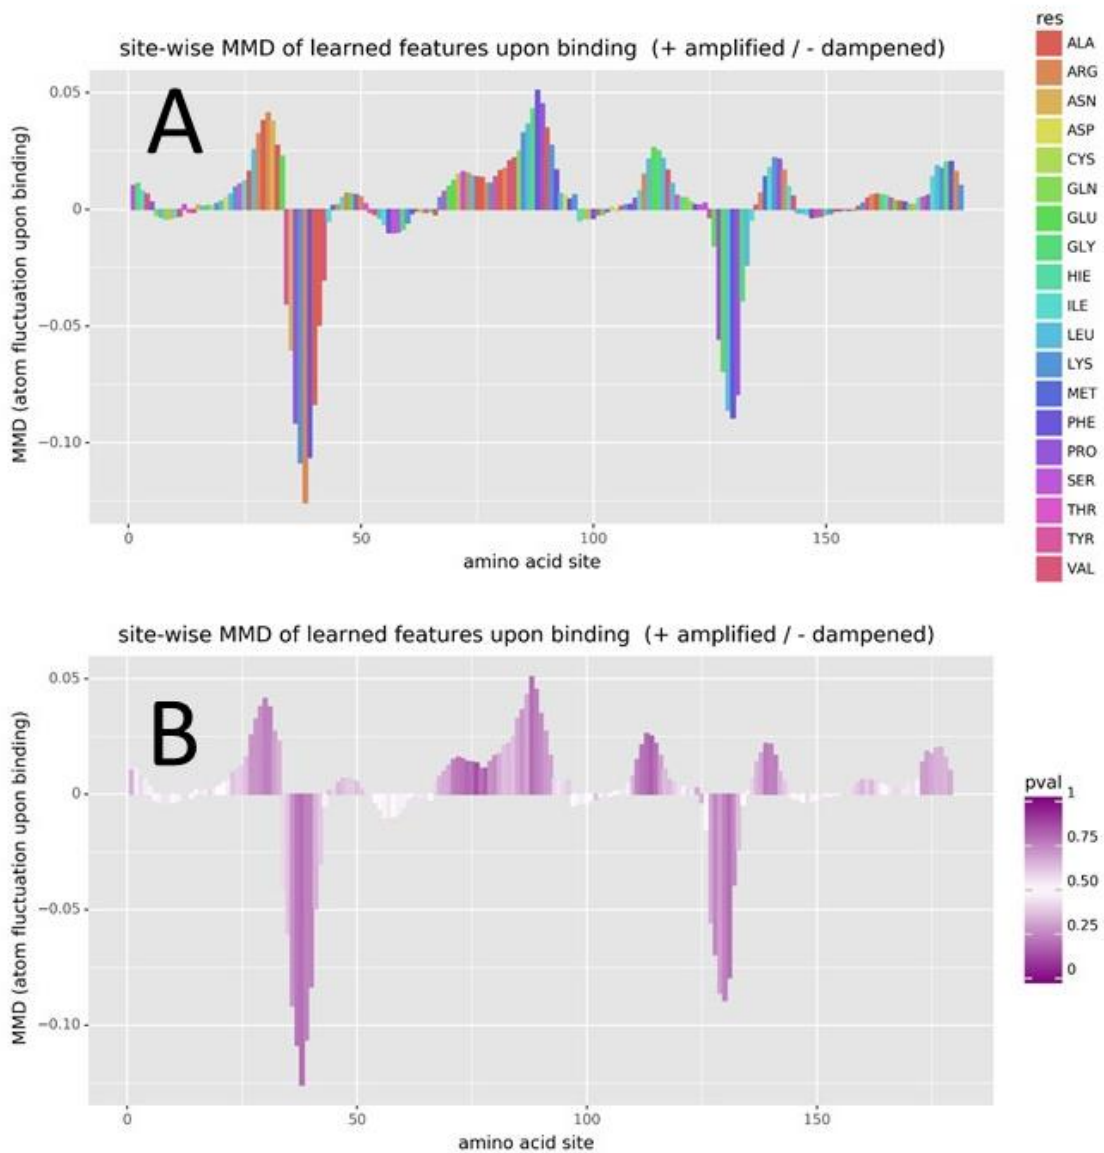 site-wise MMD of learned features upon binding (+ amplified / - dampened)
A
MMD (atom fluctuation upon binding)
0.05
0
−0.05
−0.10
0
50
100
150
amino acid site
res
ALA
ARG
ASN
ASP
CYS
GLN
GLU
GLY
HIE
ILE
LEU
LYS
MET
PHE
PRO
SER
THR
TYR
VAL
site-wise MMD of learned features upon binding (+ amplified / - dampened)
B
MMD (atom fluctuation upon binding)
0.05
0
−0.05
−0.10
0
50
100
150
amino acid site
pval
1
0.75
0.50
0.25
0